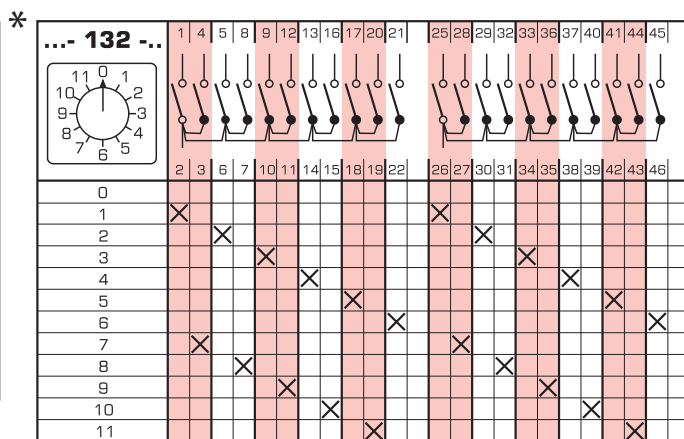 *
...- 132 -..
1 4 5 8 9 12 13 16 17 20 21 25 28 29 32 33 36 37 40 41 44 45
0
11 1
10 2
9 3
8 4
7 5
6
2 3 6 7 10 11 14 15 18 19 22 26 27 30 31 34 35 38 39 42 43 46
0
1 X X
2 X X
3 X X
4 X X
5 X X
6 X X
7 X X
8 X X
9 X X
10 X X
11 X X